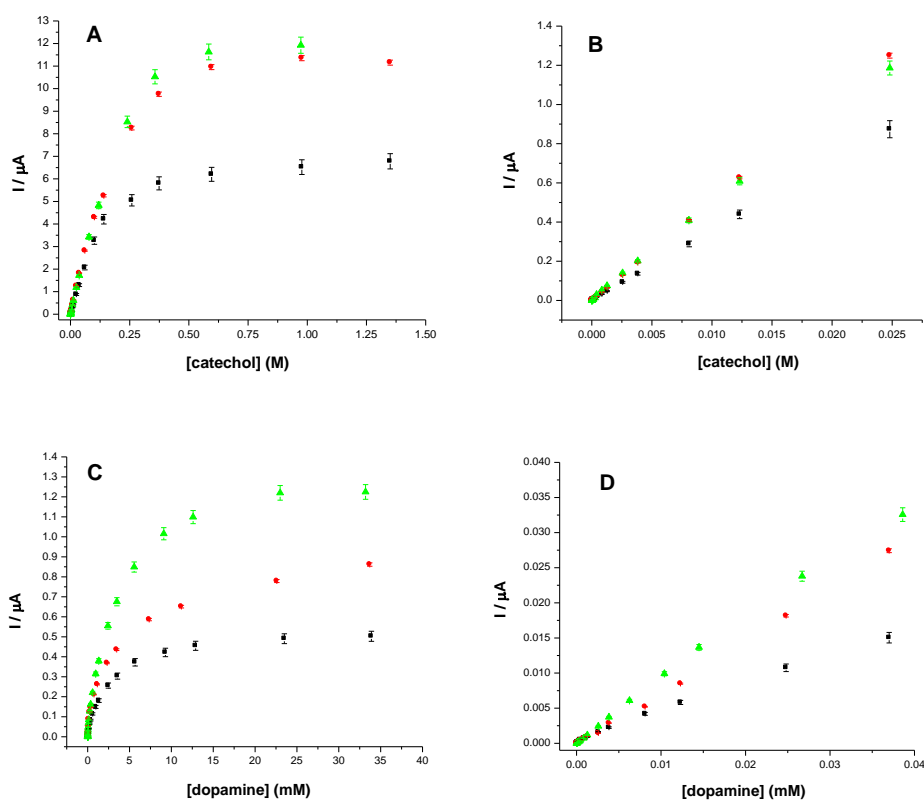 A
13
12
11
10
9
8
7
6
5
4
3
2
1
0
I / µA
0.00 0.25 0.50 0.75 1.00 1.25 1.50
[catechol] (M)
B
1.4
1.2
1.0
0.8
0.6
0.4
0.2
0.0
I / µA
0.000 0.005 0.010 0.015 0.020 0.025
[catechol] (M)
C
1.4
1.3
1.2
1.1
1.0
0.9
0.8
0.7
0.6
0.5
0.4
0.3
0.2
0.1
0.0
I / µA
0 5 10 15 20 25 30 35 40
[dopamine] (mM)
D
0.040
0.035
0.030
0.025
0.020
0.015
0.010
0.005
0.000
I / µA
0.00 0.01 0.02 0.03 0.04
[dopamine] (mM)